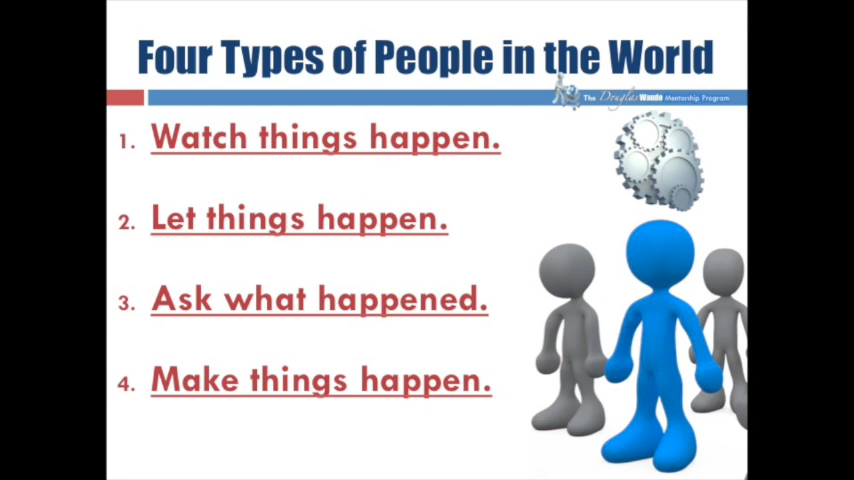 Four Types of People in the World
The Douglas Wade Mentorship Program
1. Watch things happen.
2. Let things happen.
3. Ask what happened.
4. Make things happen.